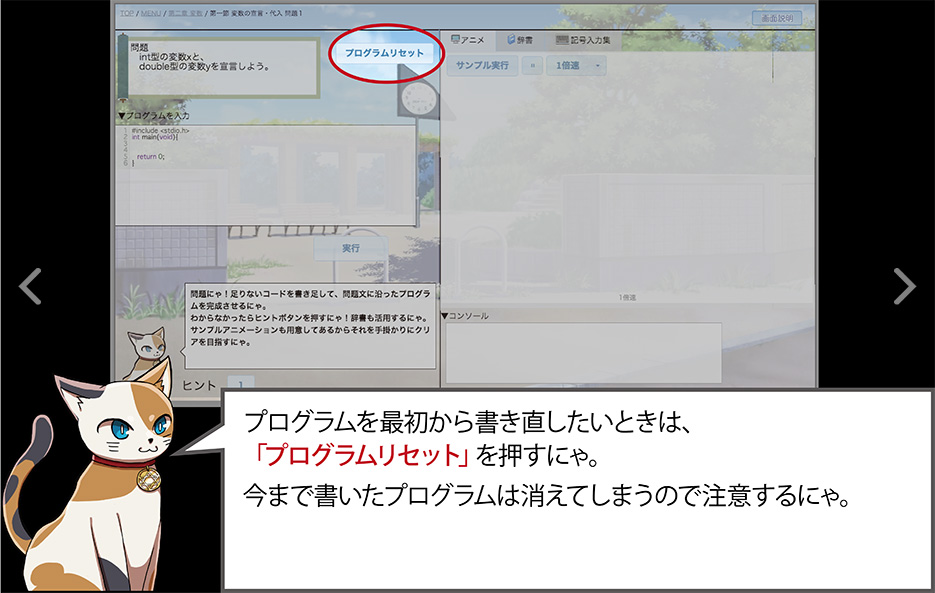 TOP / MENU / 第二章 変数 / 第一節 変数の宣言・代入 問題1
画面説明
問題
int型の変数xと、
double型の変数yを宣言しよう。
プログラムリセット
アニメ
辞書
記号入力集
サンプル実行
1倍速
▼プログラムを入力
#include <stdio.h>
int main(void){
return 0;
}
実行
1倍速
▼コンソール
問題にゃ！足りないコードを書き足して、問題文に沿ったプログラ
ムを完成させるにゃ。
わからなかったらヒントボタンを押すにゃ！辞書も活用するにゃ。
サンプルアニメーションも用意してあるからそれを手掛かりにクリ
アを目指すにゃ。
ヒント
1
プログラムを最初から書き直したいときは、
「プログラムリセット」を押すにゃ。
今まで書いたプログラムは消えてしまうので注意するにゃ。